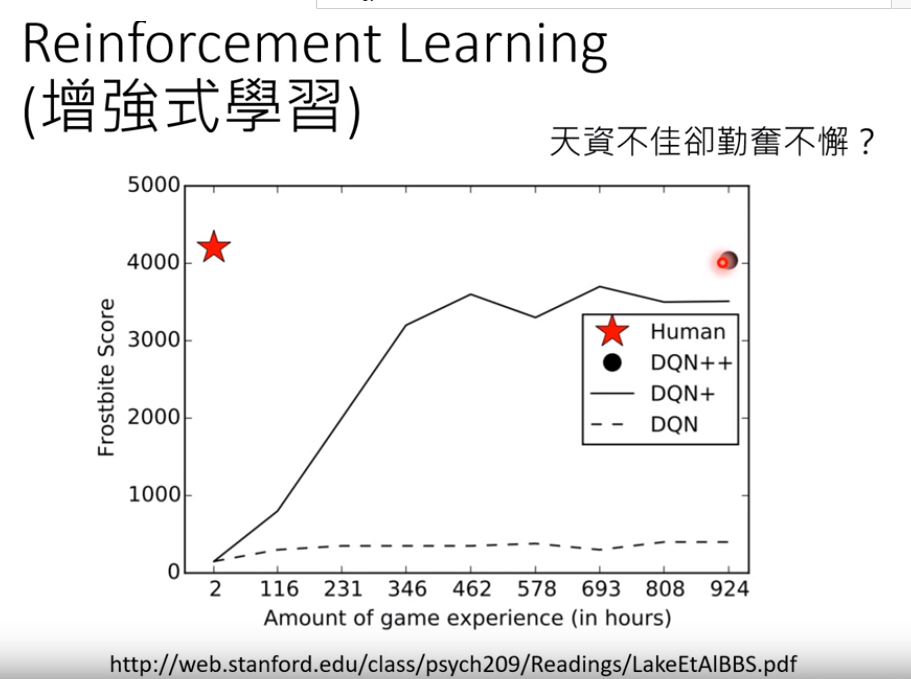 Reinforcement Learning
(增強式學習)
天資不佳卻勤奮不懈？
5000
4000
3000
2000
1000
0
Frostbite Score
Human
DQN++
DQN+
DQN
2 116 231 346 462 578 693 808 924
Amount of game experience (in hours)
http://web.stanford.edu/class/psych209/Readings/LakeEtAlBBS.pdf